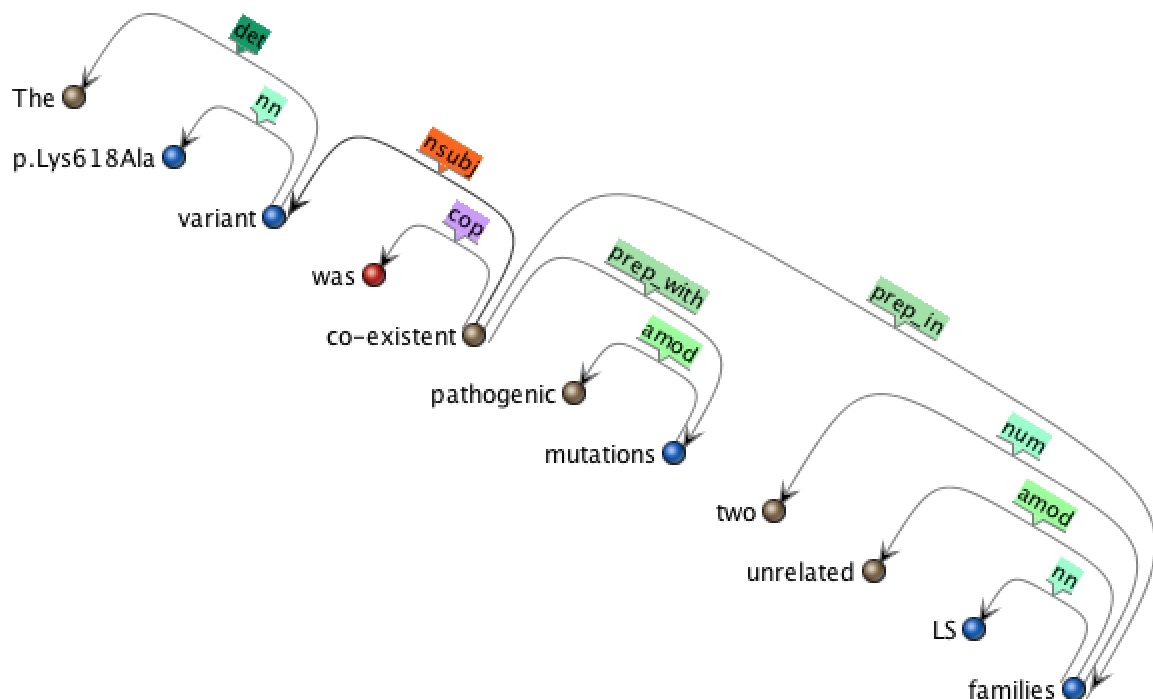 det
The
nn
p.Lys618Ala
nsubj
variant
cop
was
prep_with
prep_in
co-existent
amod
pathogenic
num
mutations
two
amod
unrelated
nn
LS
families